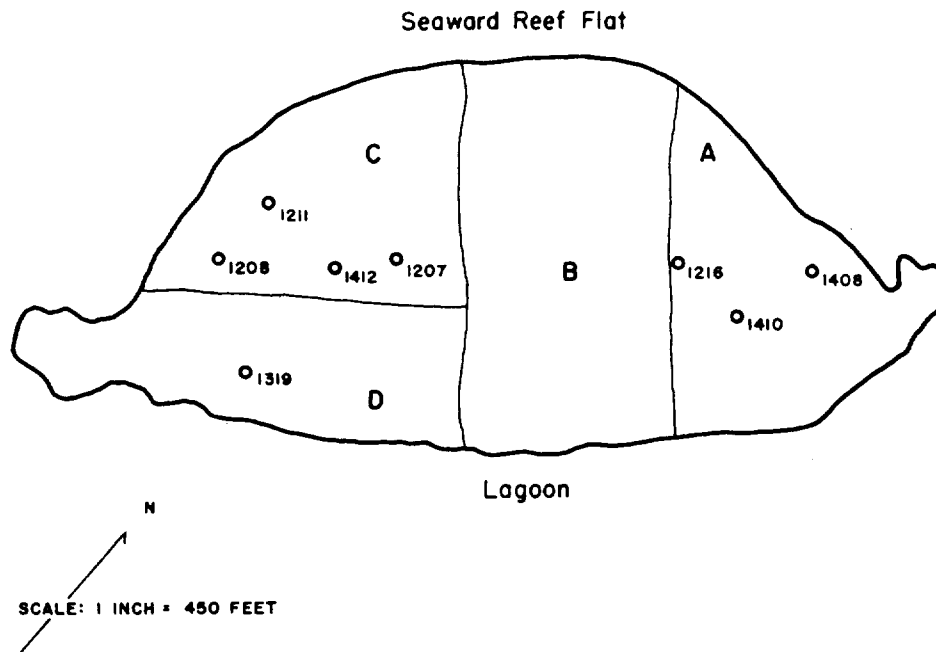 Seaward Reef Flat
C
A
1211
1208
1412
1207
B
1216
1408
1410
1319
D
Lagoon
N
SCALE: 1 INCH = 450 FEET